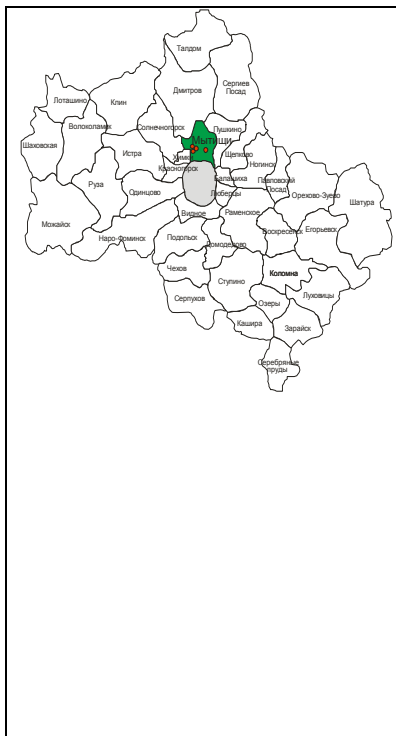 Талдом
Сергиев
Посад
Дмитров
Лотошино
Клин
Волоколамск
Солнечногорск
Пушкино
Мытищи
Шаховская
Истра
Химки
Щелково
Ногинск
Красногорск
Балашиха
Павловский
Посад
Руза
Одинцово
Люберцы
Орехово-Зуево
Шатура
Видное
Раменское
Можайск
Воскресенск
Егорьевск
Наро-Фоминск
Подольск
Домодедово
Чехов
Коломна
Ступино
Серпухов
Озеры
Луховицы
Кашира
Зарайск
Серебряные
пруды